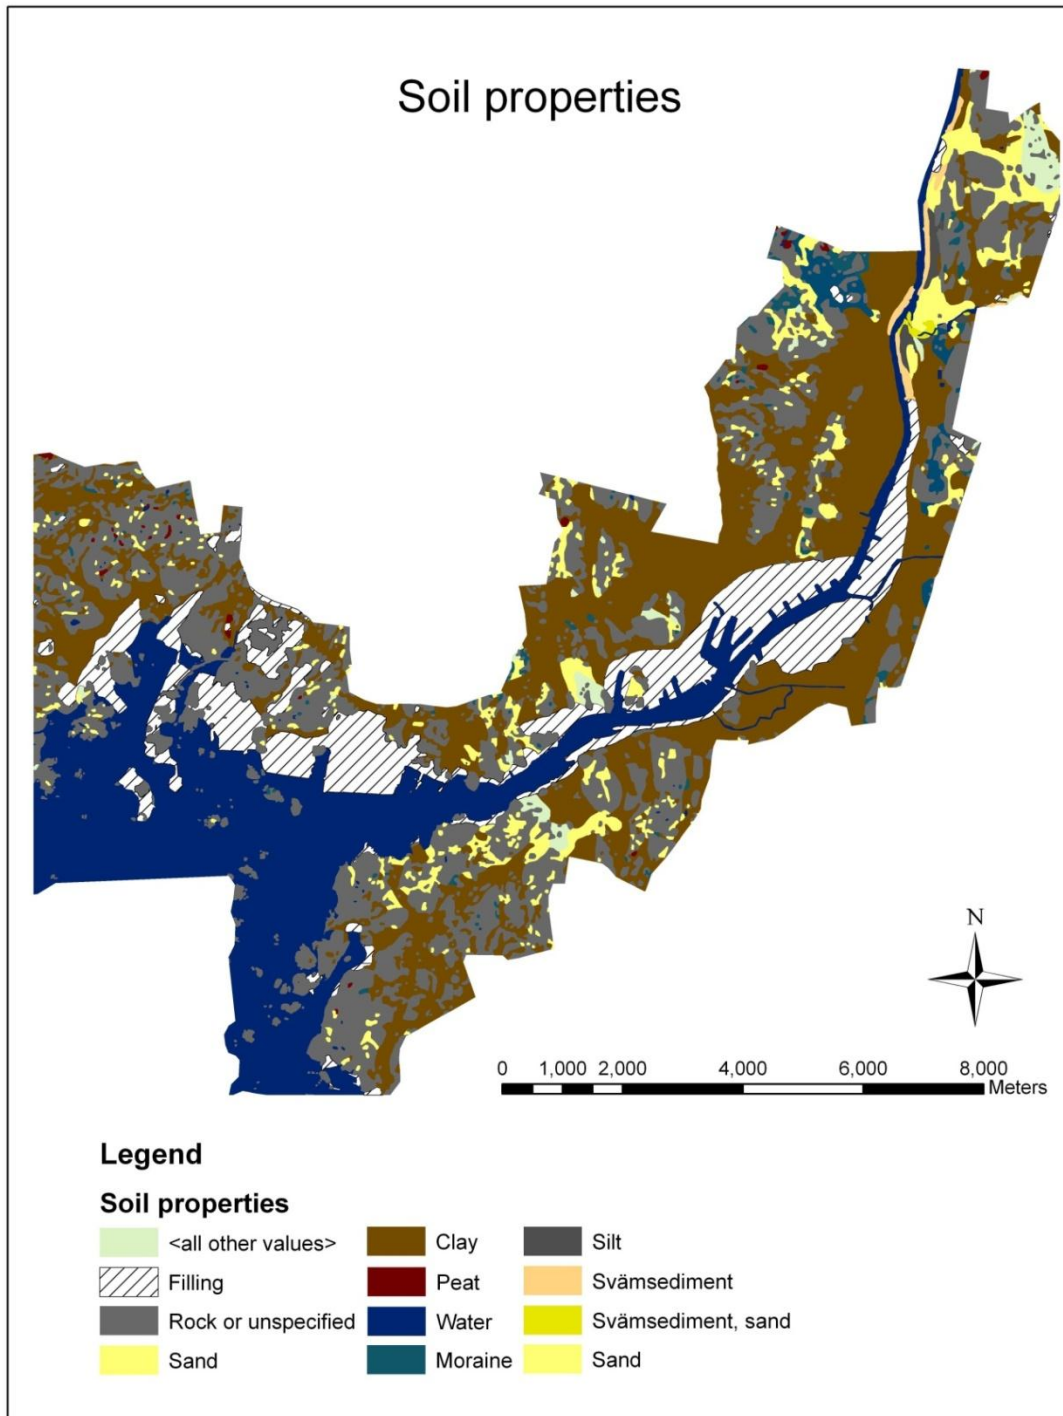 Soil properties
N
0 1,000 2,000 4,000 6,000 8,000
Meters
Legend
Soil properties
<all other values> Clay Silt
Filling Peat Svämsediment
Rock or unspecified Water Svämsediment, sand
Sand Moraine Sand